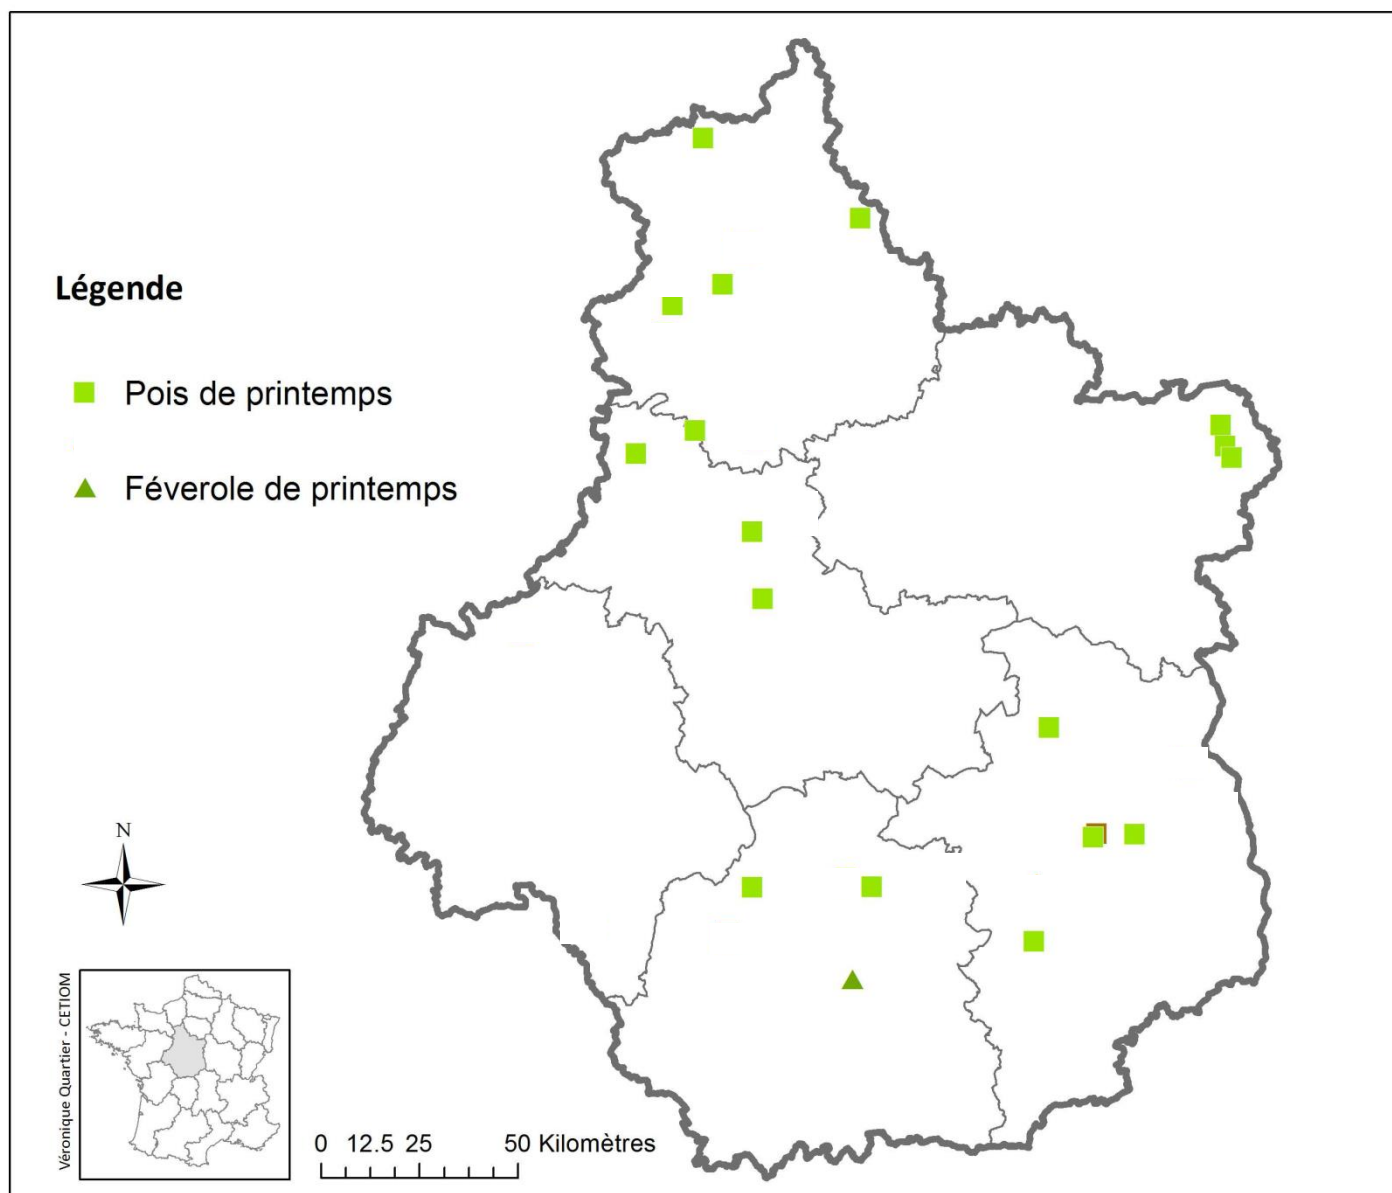 Légende
Pois de printemps
Féverole de printemps
N
Véronique Quartier - CETIOM
0 12.5 25 50 Kilomètres